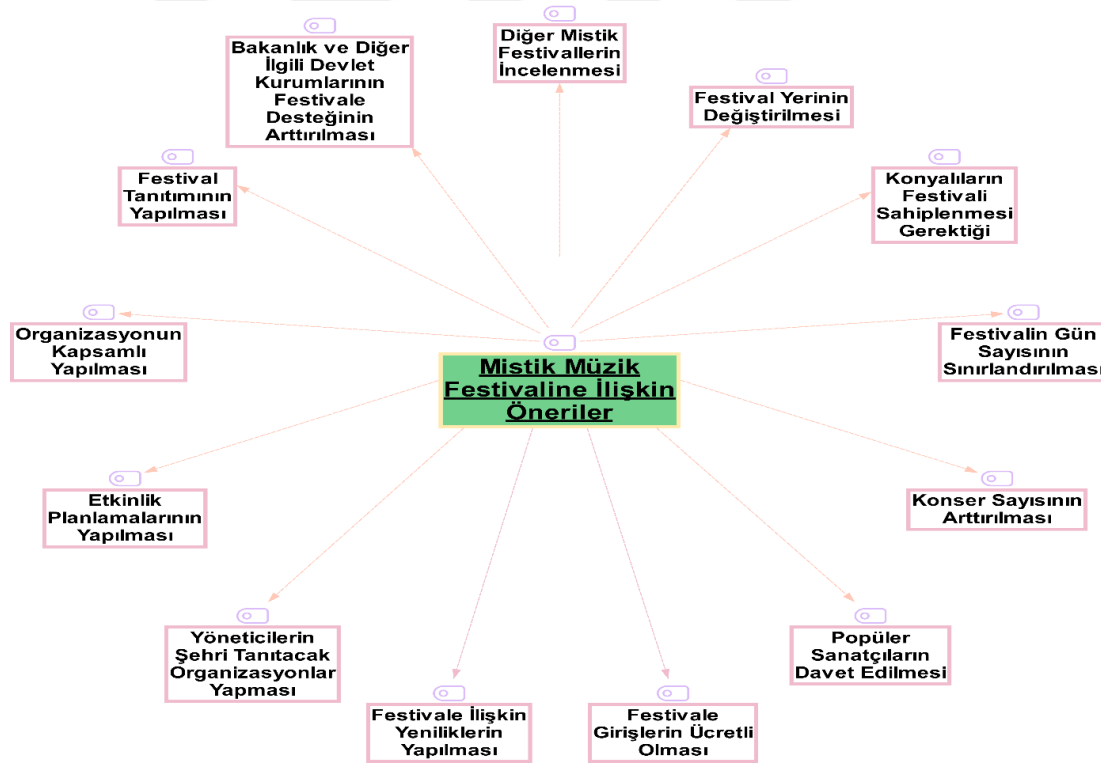 Diğer Mistik
Festivallerin
İncelenmesi
Bakanlık ve Diğer
İlgili Devlet
Kurumlarının
Festivale
Desteğinin
Arttırılması
Festival Yerinin
Değiştirilmesi
Festival
Tanıtımının
Yapılması
Konyalıların
Festivali
Sahiplenmesi
Gerektiği
Organizasyonun
Kapsamlı
Yapılması
Festivalin Gün
Sayısının
Sınırlandırılması
Mistik Müzik
Festivaline İlişkin
Öneriler
Etkinlik
Planlamalarının
Yapılması
Konser Sayısının
Arttırılması
Yöneticilerin
Şehri Tanıtacak
Organizasyonlar
Yapması
Popüler
Sanatçıların
Davet Edilmesi
Festivale İlişkin
Yeniliklerin
Yapılması
Festivale
Girişlerin Ücretli
Olması